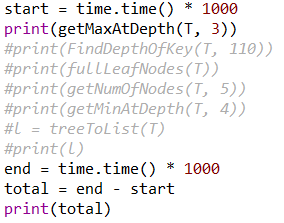 start = time.time() * 1000
print(getMaxAtDepth(T, 3))
#print(FindDepthOfKey(T, 110))
#print(fullLeafNodes(T))
#print(getNumOfNodes(T, 5))
#print(getMinAtDepth(T, 4))
#l = treeToList(T)
#print(l)
end = time.time() * 1000
total = end - start
print(total)